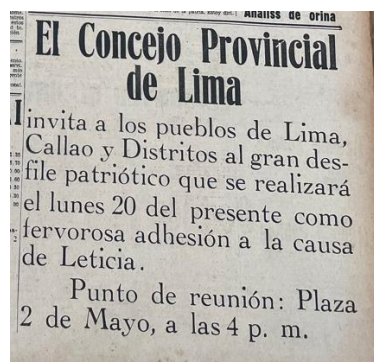 Análisis de orina
El Concejo Provincial
de Lima
invita a los pueblos de Lima,
Callao y Distritos al gran des-
file patriótico que se realizará
el lunes 20 del presente como
fervorosa adhesión a la causa
de Leticia.
Punto de reunión: Plaza
2 de Mayo, a las 4 p. m.